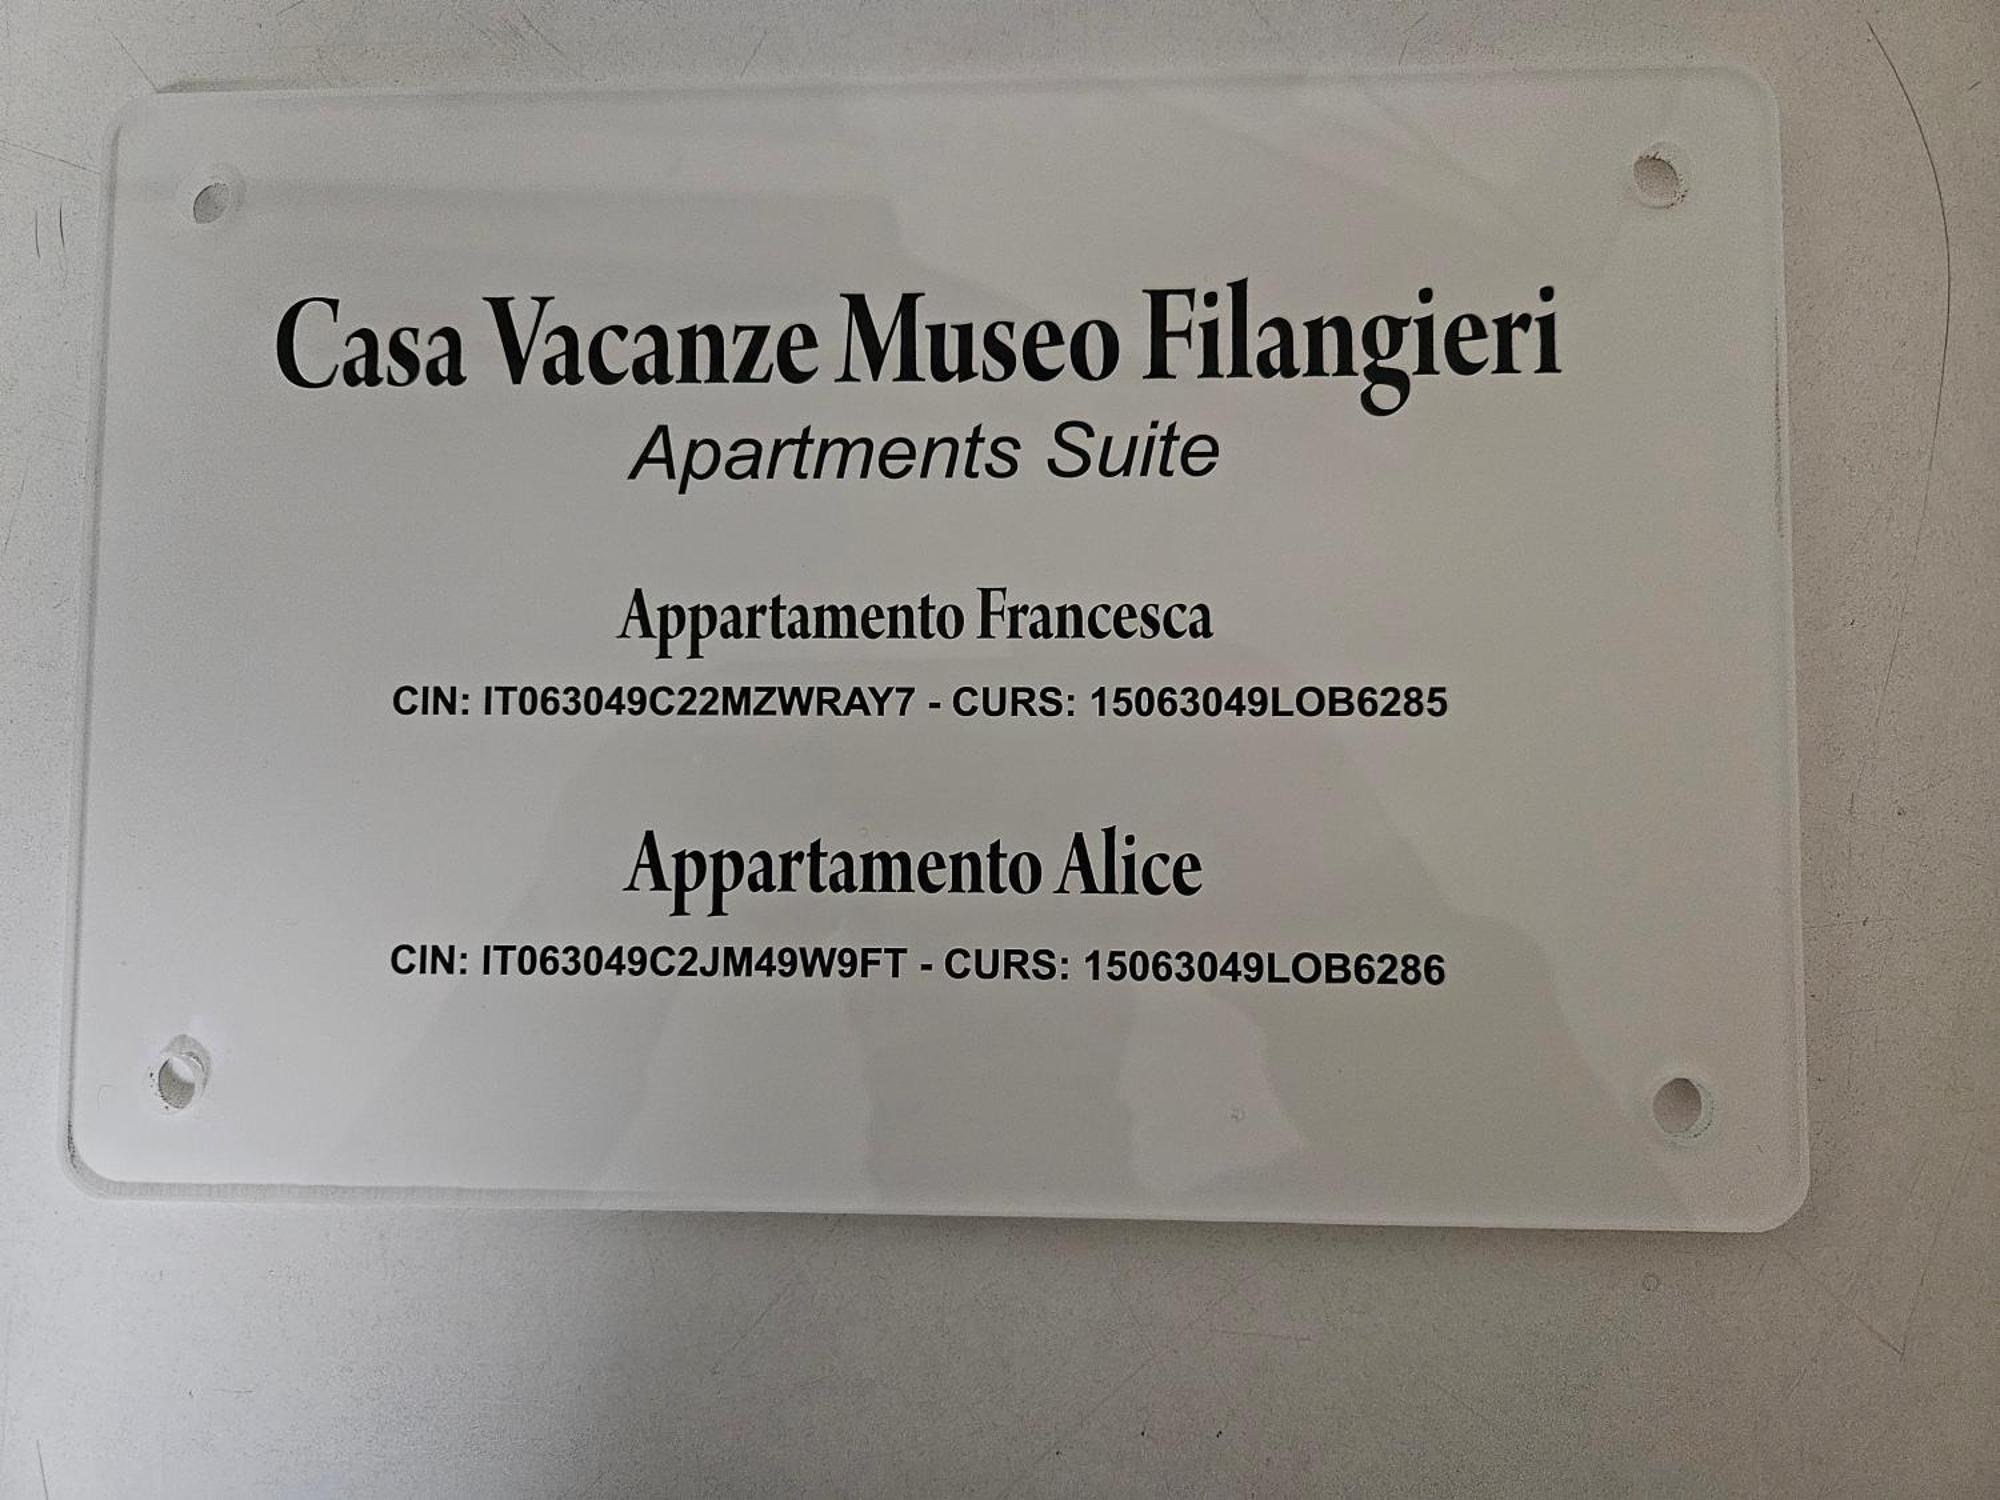 Casa Vacanze Museo Filangieri
Apartments Suite
Appartamento Francesca
CIN: IT063049C22MZWRAY7 - CURS: 15063049LOB6285
Appartamento Alice
CIN: IT063049C2JM49W9FT - CURS: 15063049LOB6286